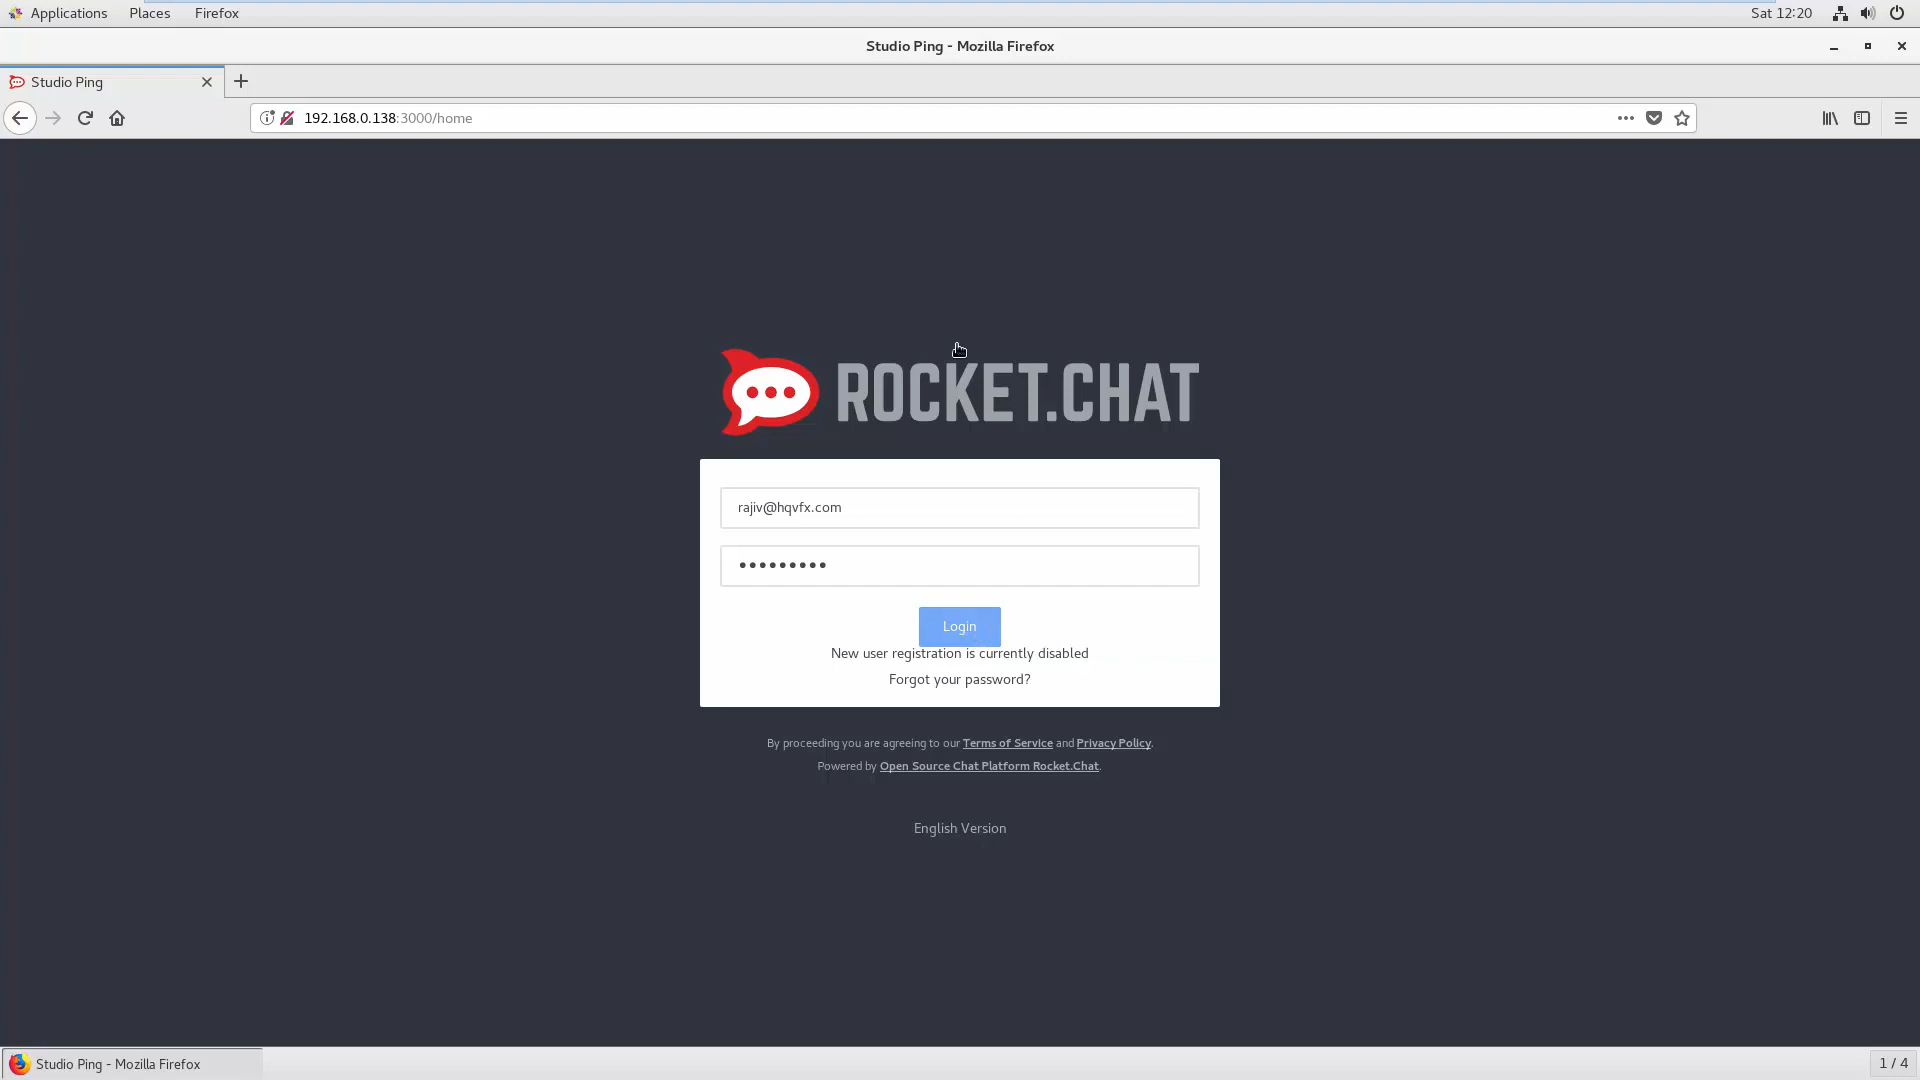 Applications Places Firefox Sat 12:20
Studio Ping - Mozilla Firefox
Studio Ping
192.168.0.138:3000/home
ROCKET.CHAT
rajiv@hqvfx.com
•••••••••
Login
New user registration is currently disabled
Forgot your password?
By proceeding you are agreeing to our Terms of Service and Privacy Policy.
Powered by Open Source Chat Platform Rocket.Chat.
English Version
Studio Ping - Mozilla Firefox 1 / 4